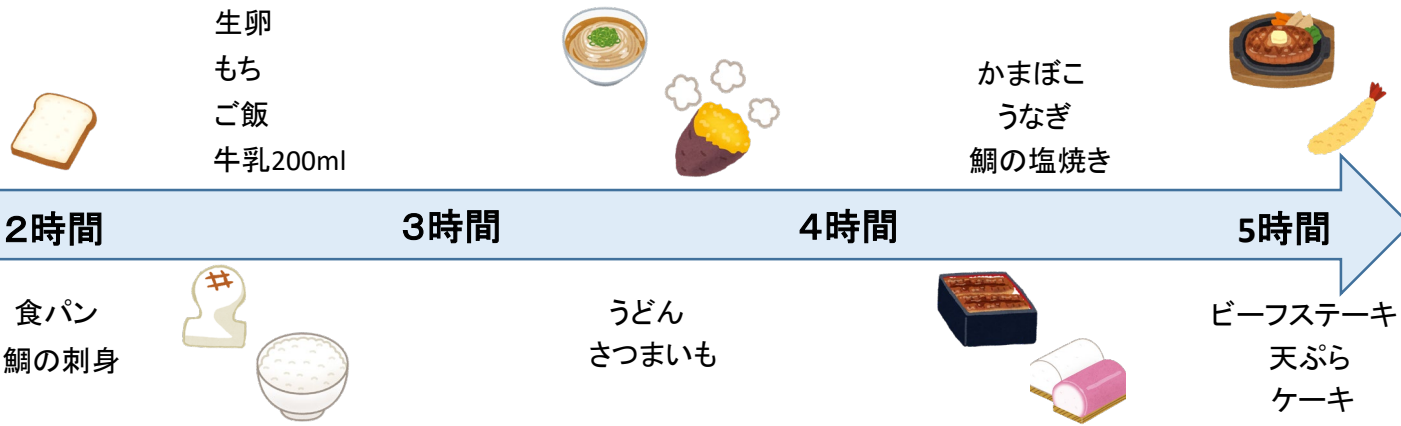 生卵
もち
ご飯
牛乳200ml
かまぼこ
うなぎ
鯛の塩焼き
２時間
３時間
４時間
5時間
食パン
鯛の刺身
うどん
さつまいも
ビーフステーキ
天ぷら
ケーキ